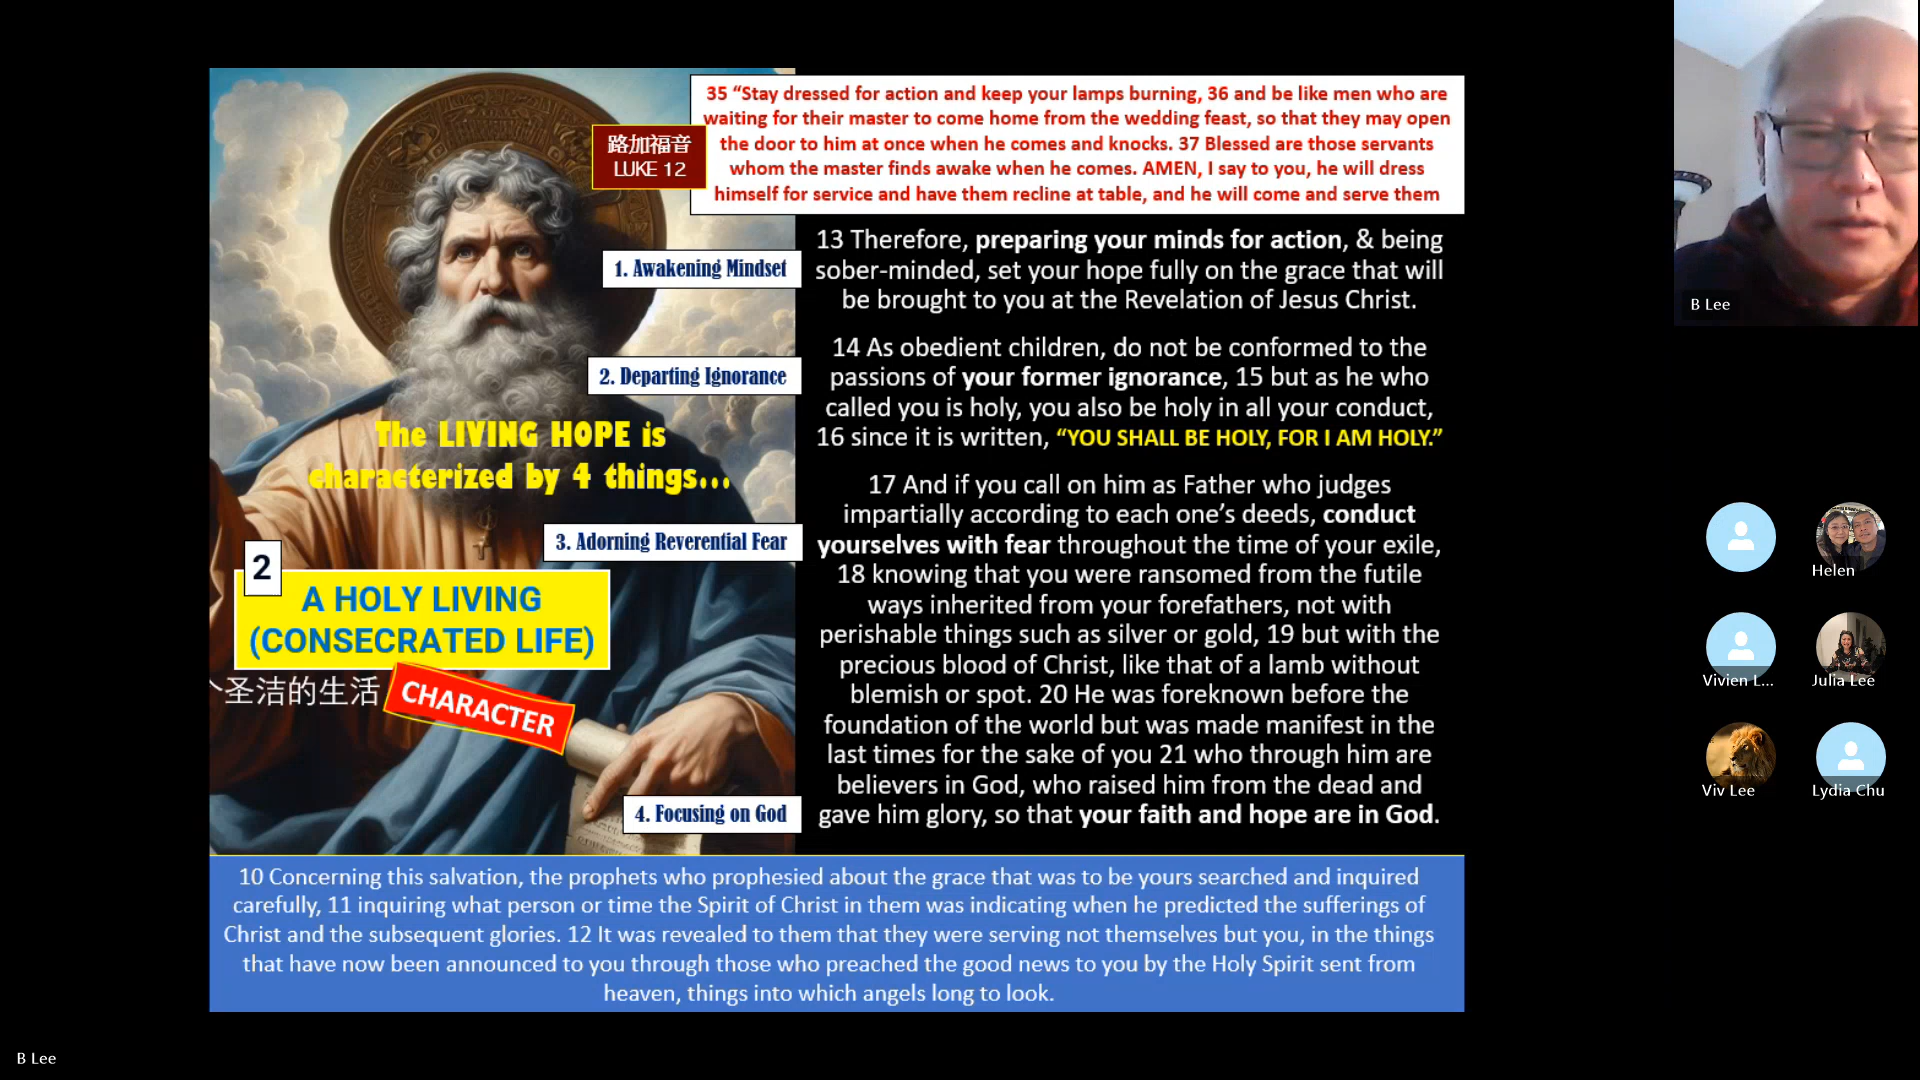 35 “Stay dressed for action and keep your lamps burning, 36 and be like men who are
waiting for their master to come home from the wedding feast, so that they may open
the door to him at once when he comes and knocks. 37 Blessed are those servants
whom the master finds awake when he comes. AMEN, I say to you, he will dress
himself for service and have them recline at table, and he will come and serve them
路加福音
LUKE 12
1. Awakening Mindset
13 Therefore, preparing your minds for action, & being
sober-minded, set your hope fully on the grace that will
be brought to you at the Revelation of Jesus Christ.
2. Departing Ignorance
14 As obedient children, do not be conformed to the
passions of your former ignorance, 15 but as he who
called you is holy, you also be holy in all your conduct,
16 since it is written, “YOU SHALL BE HOLY, FOR I AM HOLY.”
The LIVING HOPE is
characterized by 4 things...
3. Adorning Reverential Fear
17 And if you call on him as Father who judges
impartially according to each one’s deeds, conduct
yourselves with fear throughout the time of your exile,
18 knowing that you were ransomed from the futile
ways inherited from your forefathers, not with
perishable things such as silver or gold, 19 but with the
precious blood of Christ, like that of a lamb without
blemish or spot. 20 He was foreknown before the
foundation of the world but was made manifest in the
last times for the sake of you 21 who through him are
believers in God, who raised him from the dead and
gave him glory, so that your faith and hope are in God.
2
A HOLY LIVING
(CONSECRATED LIFE)
圣洁的生活
CHARACTER
4. Focusing on God
10 Concerning this salvation, the prophets who prophesied about the grace that was to be yours searched and inquired
carefully, 11 inquiring what person or time the Spirit of Christ in them was indicating when he predicted the sufferings of
Christ and the subsequent glories. 12 It was revealed to them that they were serving not themselves but you, in the things
that have now been announced to you through those who preached the good news to you by the Holy Spirit sent from
heaven, things into which angels long to look.
B Lee
Helen
Vivien L...
Julia Lee
Viv Lee
Lydia Chu
B Lee